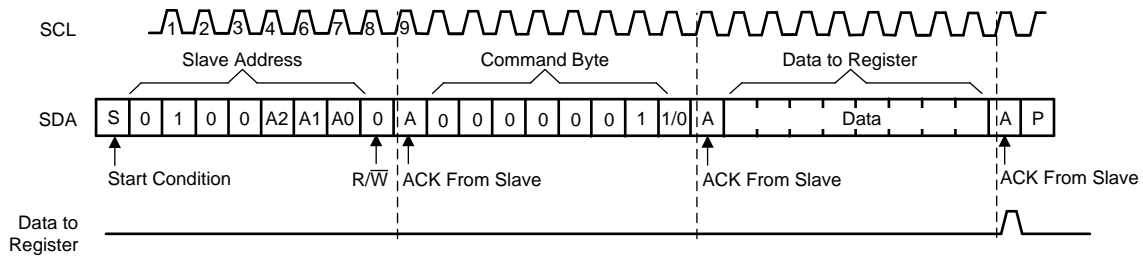 SCL
1 2 3 4 6 7 8 9
Slave Address Command Byte Data to Register
SDA S 0 1 0 0 A2 A1 A0 0 A 0 0 0 0 0 0 1 1/0 A Data A P
Start Condition R/W̅ ACK From Slave ACK From Slave ACK From Slave
Data to
Register